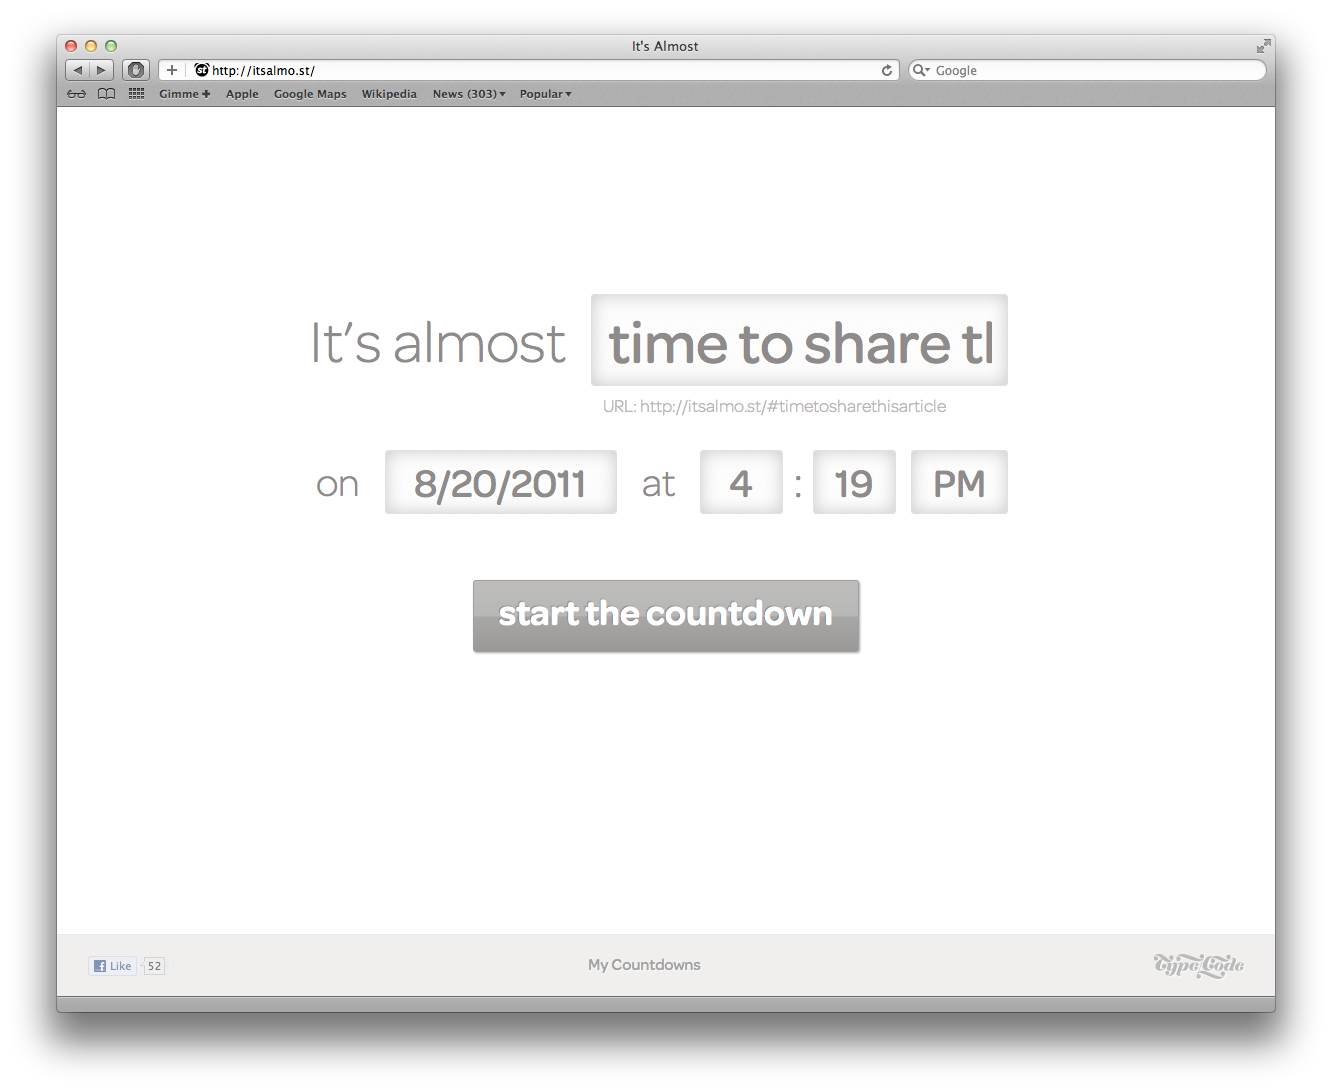 It's Almost
http://itsalmo.st/
Google
Gimme + Apple Google Maps Wikipedia News (303) Popular
It's almost time to share tl
URL: http://itsalmo.st/#timetosharethisarticle
on 8/20/2011 at 4 : 19 PM
start the countdown
Like 52
My Countdowns
Type/Code